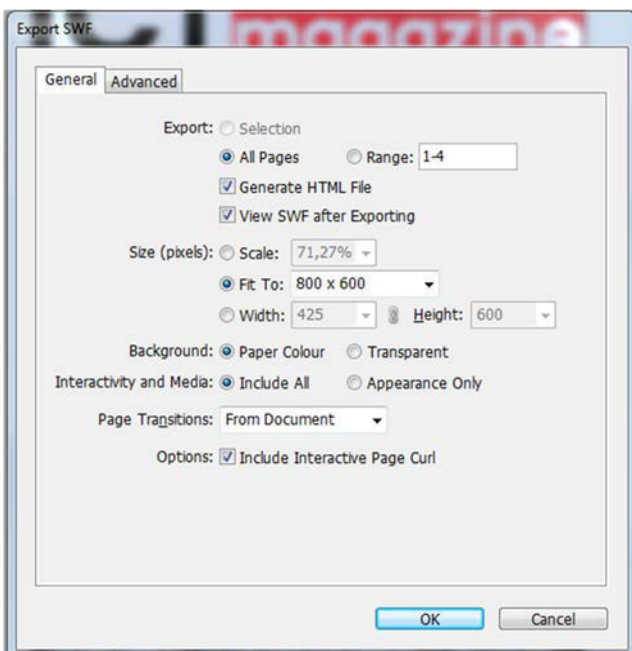 magazine
Export SWF
General Advanced
Export: Selection
All Pages Range: 1-4
Generate HTML File
View SWF after Exporting
Size (pixels): Scale: 71,27%
Fit To: 800 x 600
Width: 425 Height: 600
Background: Paper Colour Transparent
Interactivity and Media: Include All Appearance Only
Page Transitions: From Document
Options: Include Interactive Page Curl
OK Cancel